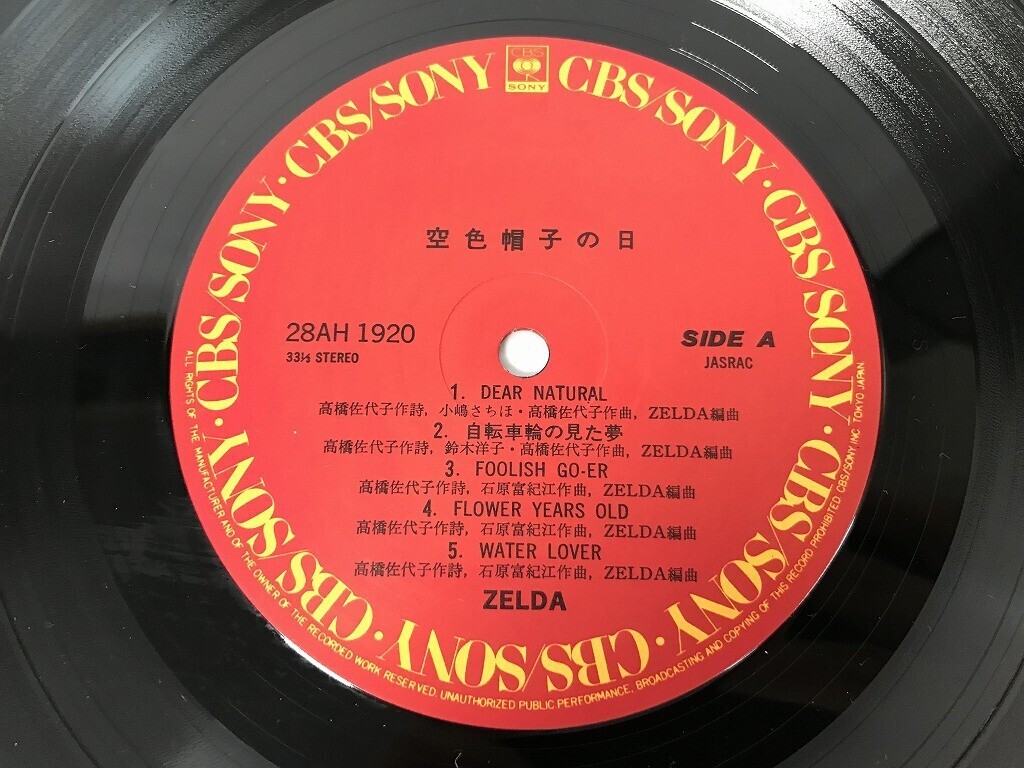 CBS
SONY
CBS/SONY · CBS/SONY · CBS/SONY · CBS/SONY · CBS/SONY · CBS/SONY · CBS/SONY · CBS/SONY
空色帽子の日
28AH 1920
33⅓ STEREO
SIDE A
JASRAC
1. DEAR NATURAL
高橋佐代子作詩, 小嶋さちほ・高橋佐代子作曲, ZELDA編曲
2. 自転車輪の見た夢
高橋佐代子作詩, 鈴木洋子・高橋佐代子作曲, ZELDA編曲
3. FOOLISH GO-ER
高橋佐代子作詩, 石原富紀江作曲, ZELDA編曲
4. FLOWER YEARS OLD
高橋佐代子作詩, 石原富紀江作曲, ZELDA編曲
5. WATER LOVER
高橋佐代子作詩, 石原富紀江作曲, ZELDA編曲
ZELDA
ALL RIGHTS OF THE MANUFACTURER AND OF THE OWNER OF THE RECORDED WORK RESERVED. UNAUTHORIZED PUBLIC PERFORMANCE, BROADCASTING AND COPYING OF THIS RECORD PROHIBITED CBS/SONY INC. TOKYO JAPAN